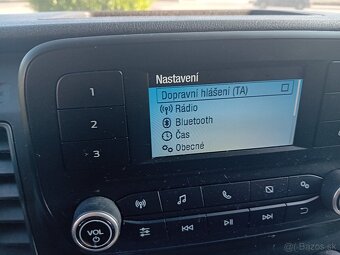 Nastavení
Dopravní hlášení (TA)
Rádio
Bluetooth
Čas
Obecné
1
2
3
VOL
Bazos.sk